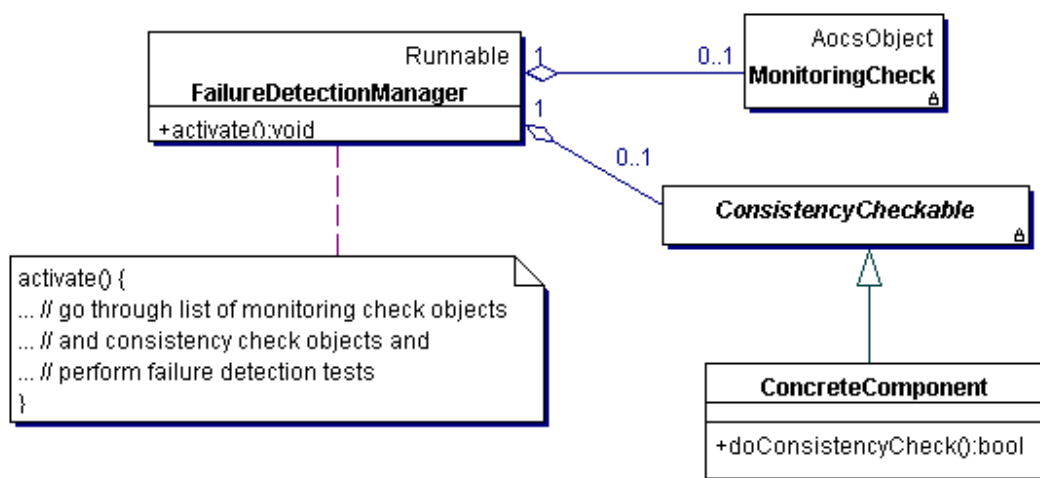 Runnable
FailureDetectionManager
+activate():void
1
0..1
AocsObject
MonitoringCheck
1
0..1
ConsistencyCheckable
activate() {
... // go through list of monitoring check objects
... // and consistency check objects and
... // perform failure detection tests
}
ConcreteComponent
+doConsistencyCheck():bool